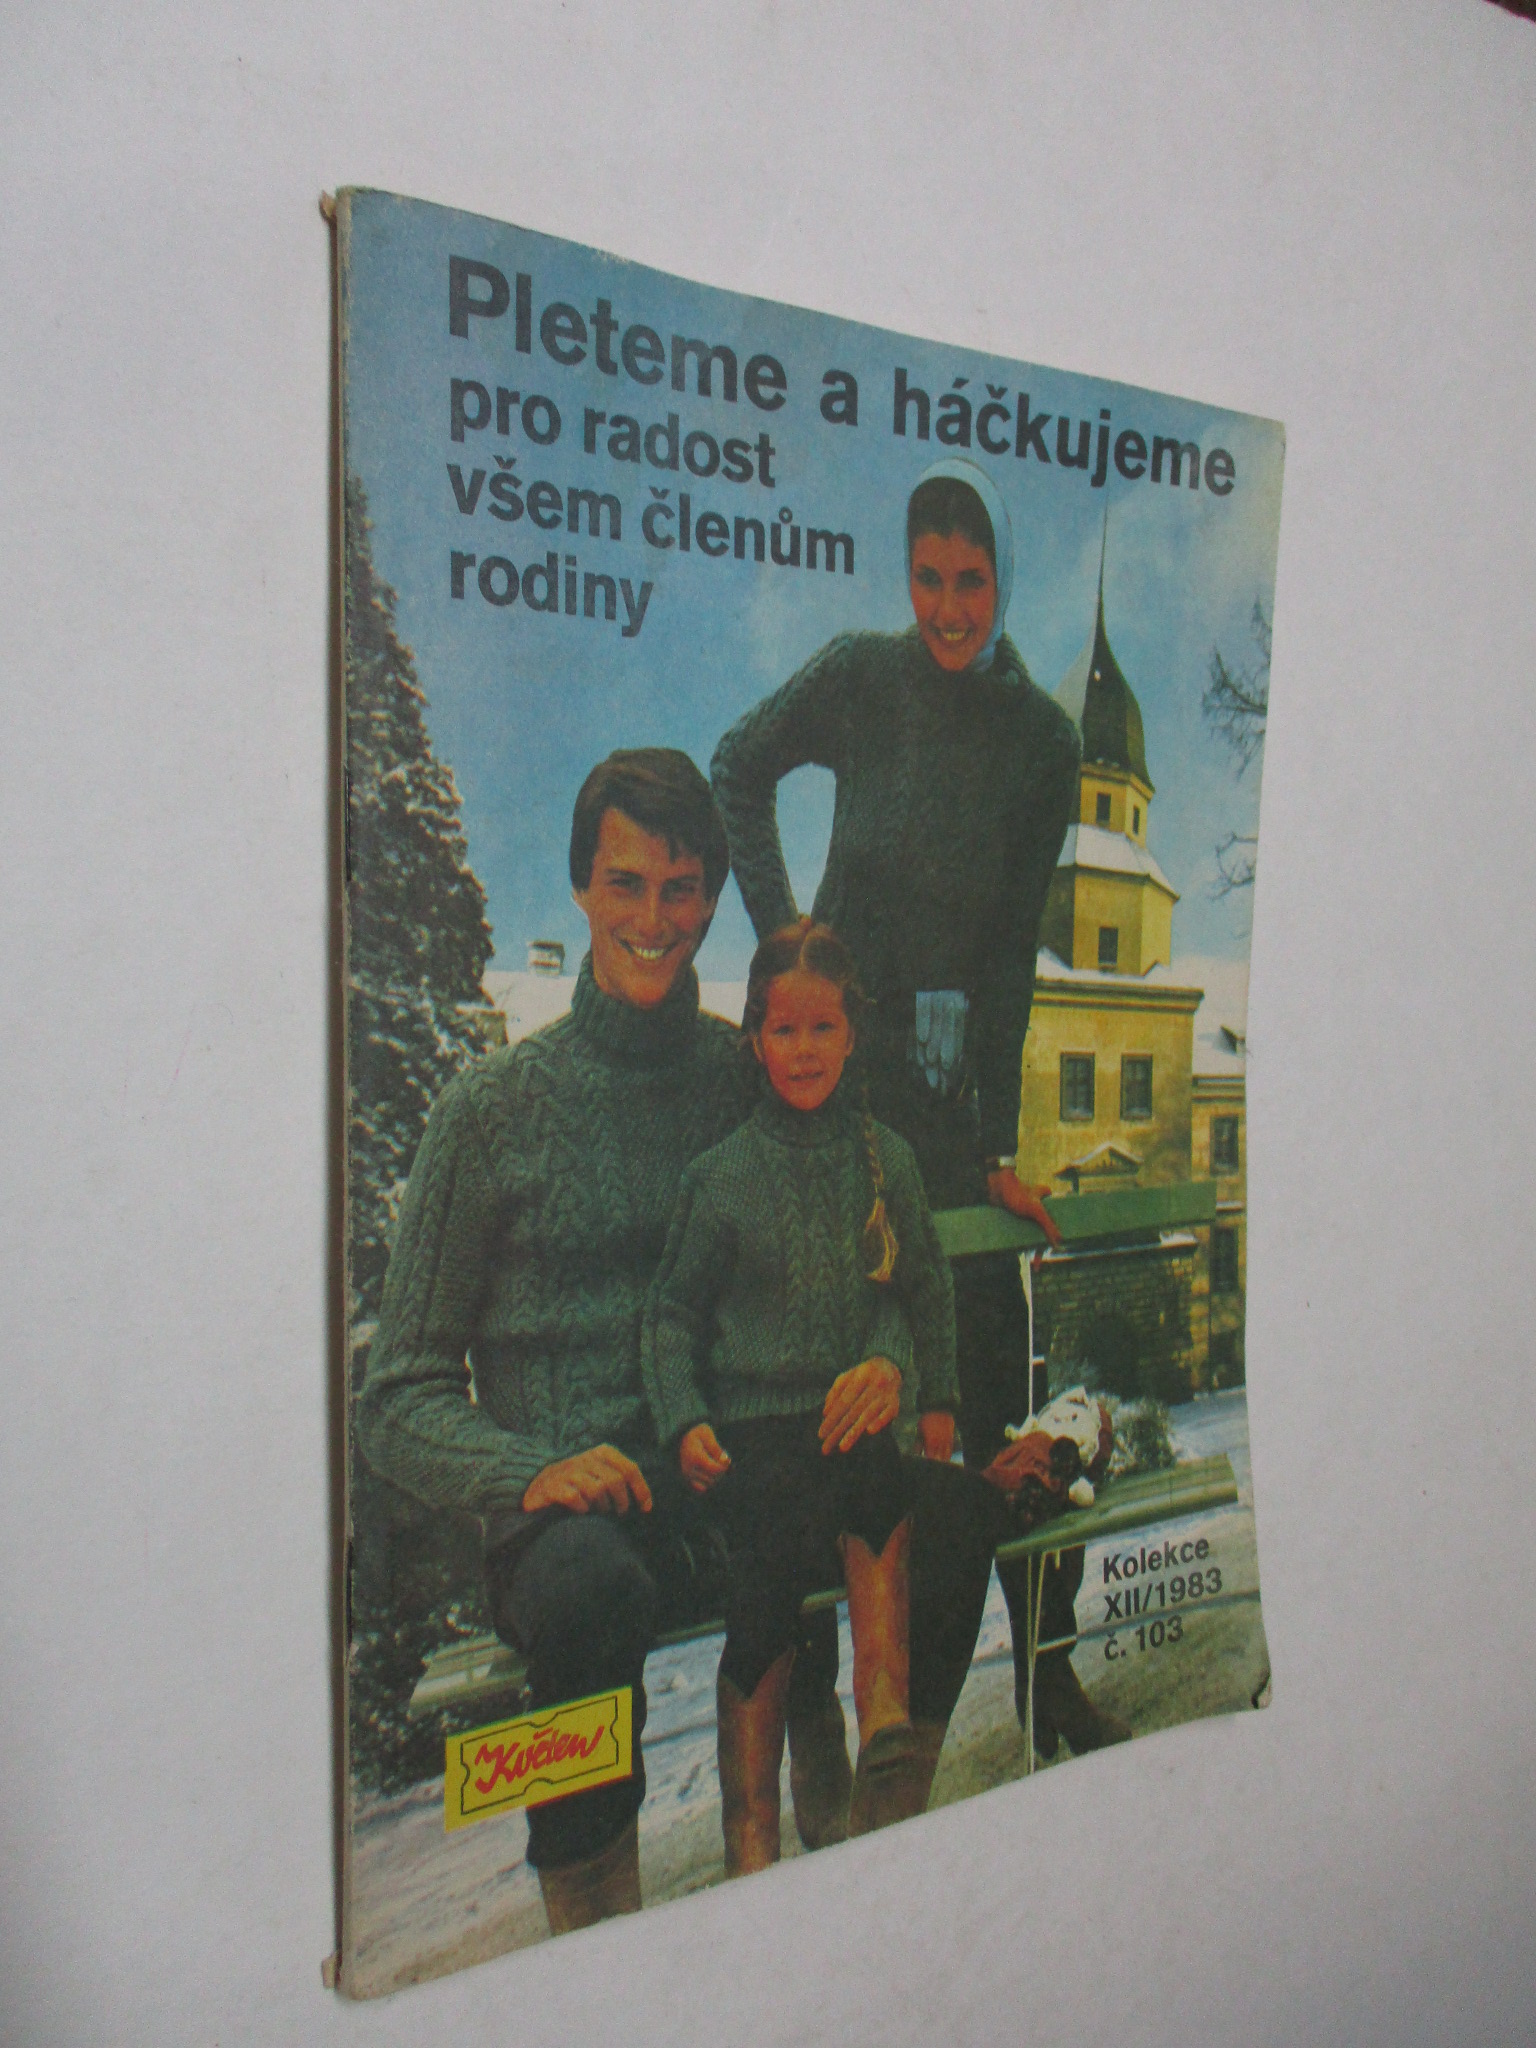 Pleteme a háčkujeme
pro radost
všem členům
rodiny
Kolekce
XII/1983
č. 103
Květen